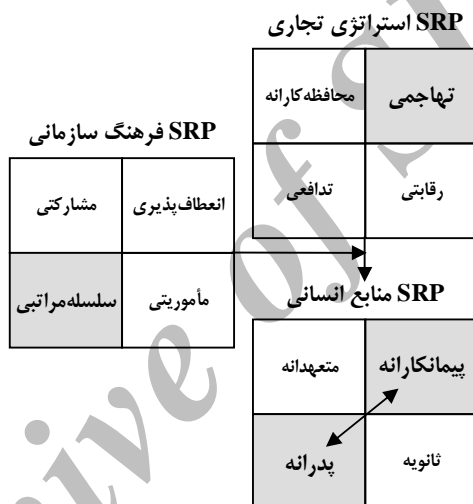 SRP استراتژی تجاری
تهاجمی
محافظه‌کارانه
رقابتی
تدافعی
SRP فرهنگ سازمانی
انعطاف‌پذیری
مشارکتی
مأموریتی
سلسله‌مراتبی
SRP منابع انسانی
پیمانکارانه
متعهدانه
ثانویه
پدرانه